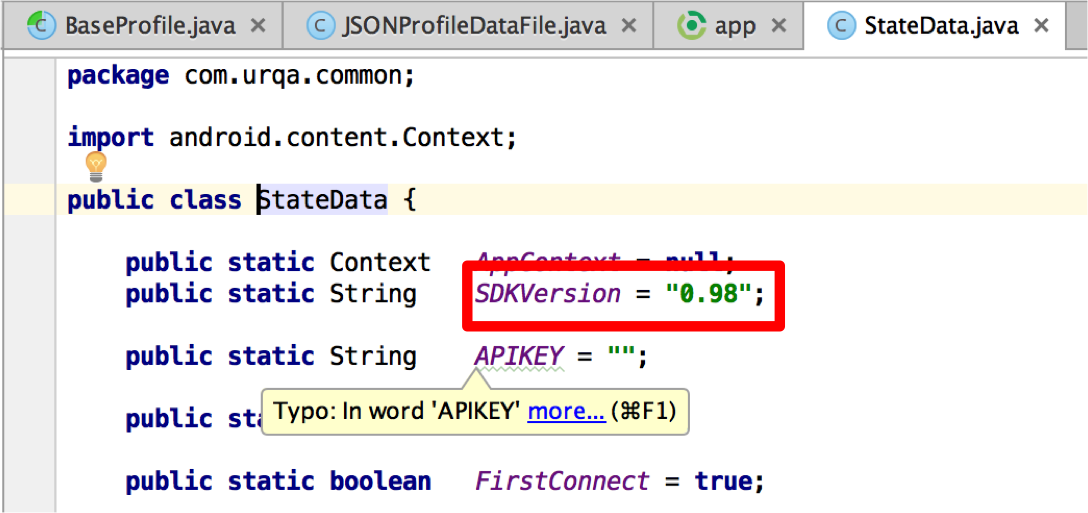 BaseProfile.java × JSONProfileDataFile.java × app × StateData.java ×
package com.urqa.common;
import android.content.Context;
public class StateData {
public static Context AppContext = null;
public static String SDKVersion = "0.98";
public static String APIKEY = "";
Typo: In word 'APIKEY' more... (⌘F1)
public sta
public static boolean FirstConnect = true;